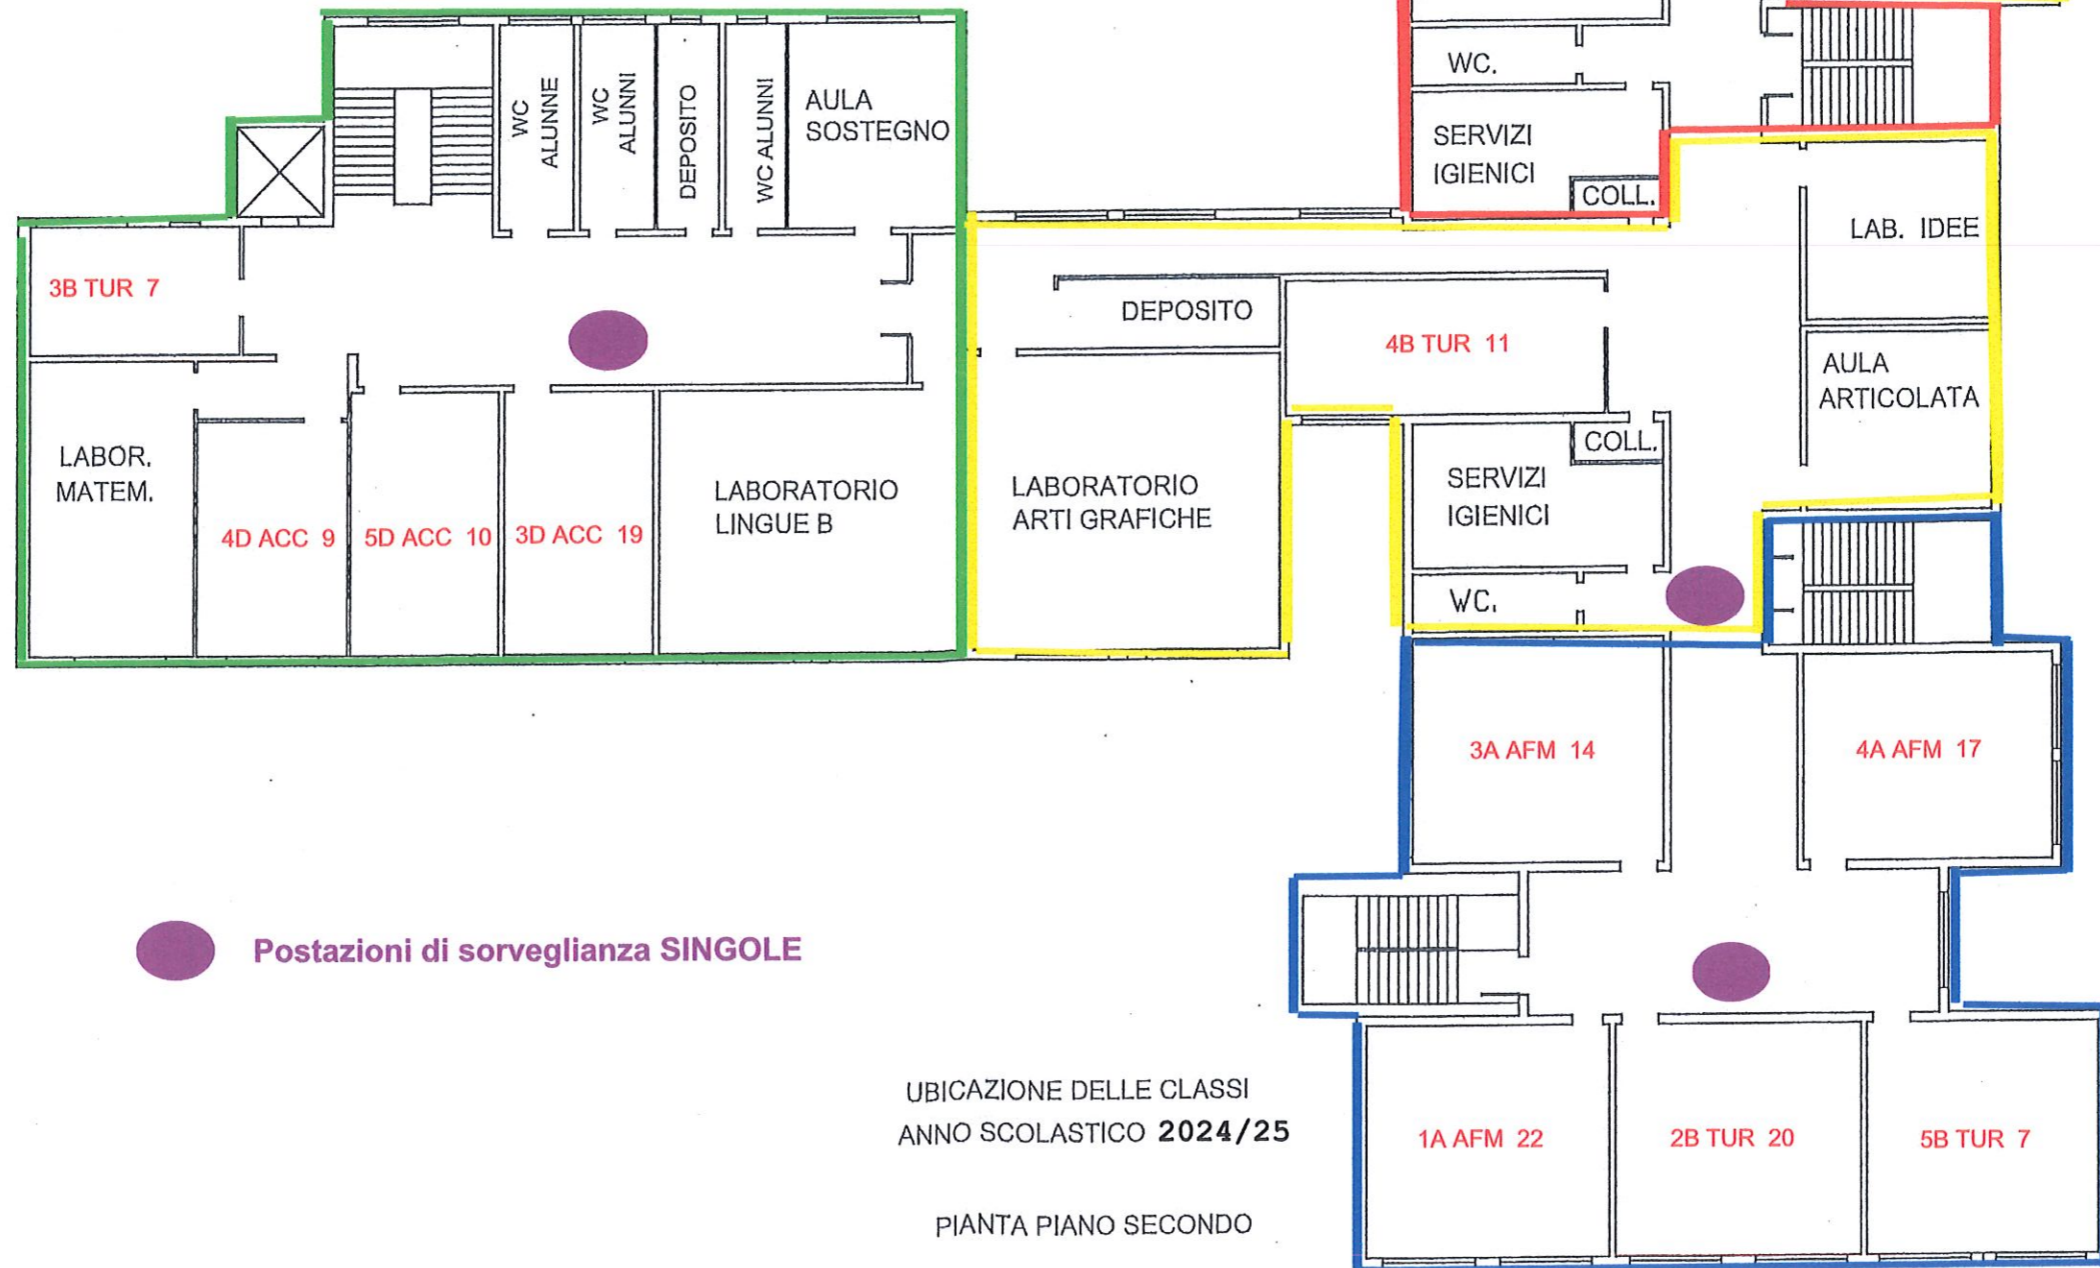 WC
ALUNNE
WC
ALUNNI
DEPOSITO
WC ALUNNI
AULA
SOSTEGNO
WC.
SERVIZI
IGIENICI
COLL.
LAB. IDEE
3B TUR 7
DEPOSITO
4B TUR 11
AULA
ARTICOLATA
LABOR.
MATEM.
4D ACC 9
5D ACC 10
3D ACC 19
LABORATORIO
LINGUE B
LABORATORIO
ARTI GRAFICHE
COLL.
SERVIZI
IGIENICI
WC.
3A AFM 14
4A AFM 17
Postazioni di sorveglianza SINGOLE
1A AFM 22
2B TUR 20
5B TUR 7
UBICAZIONE DELLE CLASSI
ANNO SCOLASTICO 2024/25
PIANTA PIANO SECONDO